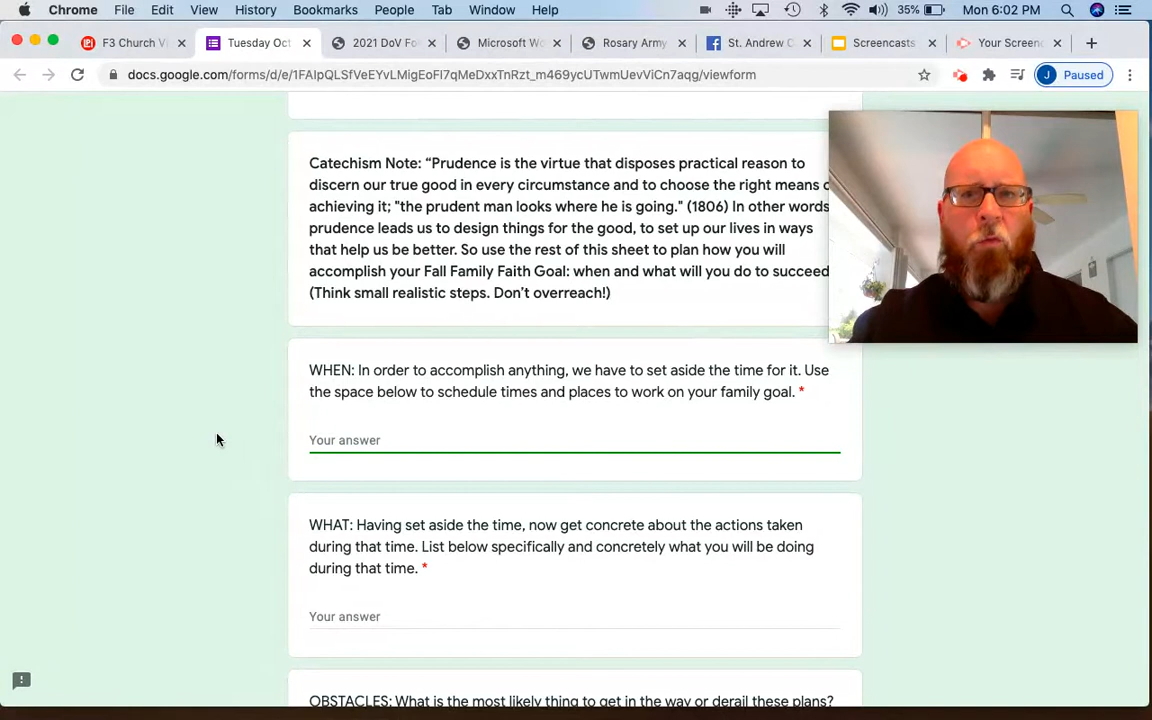 Chrome File Edit View History Bookmarks People Tab Window Help 35% Mon 6:02 PM
F3 Church Vi Tuesday Oct 2021 DoV Fo Microsoft Wo Rosary Army St. Andrew C Screencasts Your Screen
docs.google.com/forms/d/e/1FAIpQLSfVeEYvLMigEoFI7qMeDxxTnRzt_m469ycUTwmUevViCn7aqg/viewform J Paused
Catechism Note: “Prudence is the virtue that disposes practical reason to
discern our true good in every circumstance and to choose the right means o
achieving it; "the prudent man looks where he is going." (1806) In other words
prudence leads us to design things for the good, to set up our lives in ways
that help us be better. So use the rest of this sheet to plan how you will
accomplish your Fall Family Faith Goal: when and what will you do to succeed
(Think small realistic steps. Don’t overreach!)
WHEN: In order to accomplish anything, we have to set aside the time for it. Use
the space below to schedule times and places to work on your family goal. *
Your answer
WHAT: Having set aside the time, now get concrete about the actions taken
during that time. List below specifically and concretely what you will be doing
during that time. *
Your answer
OBSTACLES: What is the most likely thing to get in the way or derail these plans?